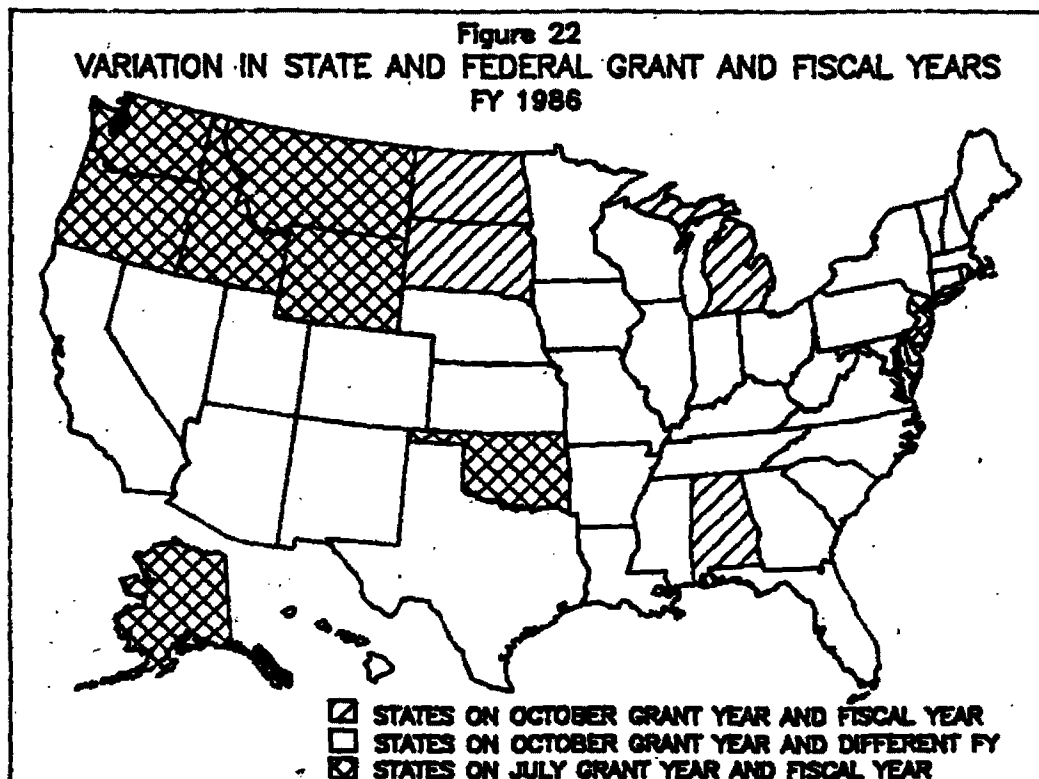 Figure 22
VARIATION IN STATE AND FEDERAL GRANT AND FISCAL YEARS
FY 1986
STATES ON OCTOBER GRANT YEAR AND FISCAL YEAR
STATES ON OCTOBER GRANT YEAR AND DIFFERENT FY
STATES ON JULY GRANT YEAR AND FISCAL YEAR